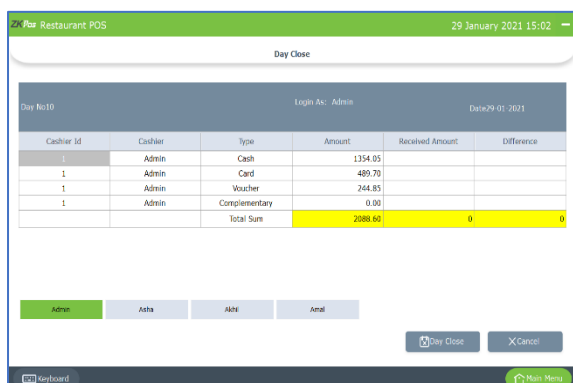 ZKPos Restaurant POS 29 January 2021 15:02
Day Close
Day No10 Login As: Admin Date29-01-2021
Cashier Id Cashier Type Amount Received Amount Difference
1 Admin Cash 1354.05
1 Admin Card 489.70
1 Admin Voucher 244.85
1 Admin Complementary 0.00
Total Sum 2088.60 0 0
Admin Asha Akhil Amal
Day Close Cancel
Keyboard Main Menu